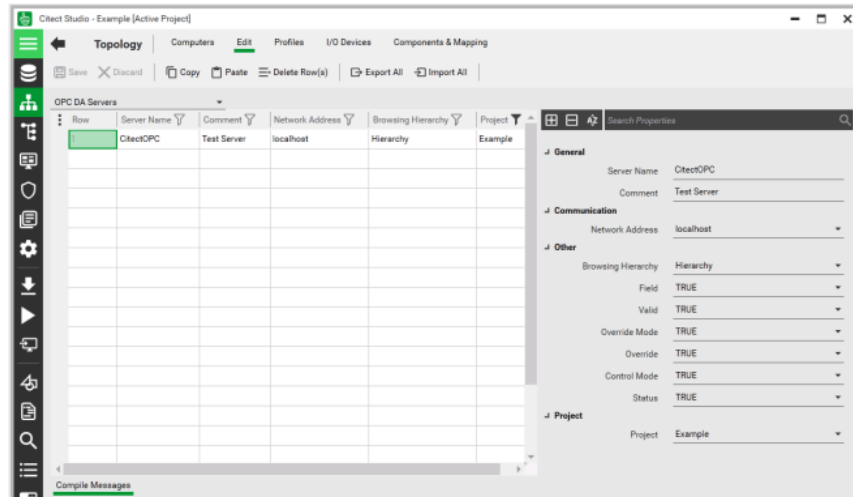 Citect Studio - Example [Active Project]
Topology Computers Edit Profiles I/O Devices Components & Mapping
Save Discard Copy Paste Delete Row(s) Export All Import All
OPC DA Servers
Row Server Name Comment Network Address Browsing Hierarchy Project
1 CitectOPC Test Server localhost Hierarchy Example
Search Properties
General
Server Name CitectOPC
Comment Test Server
Communication
Network Address localhost
Other
Browsing Hierarchy Hierarchy
Field TRUE
Valid TRUE
Override Mode TRUE
Override TRUE
Control Mode TRUE
Status TRUE
Project
Project Example
Compile Messages